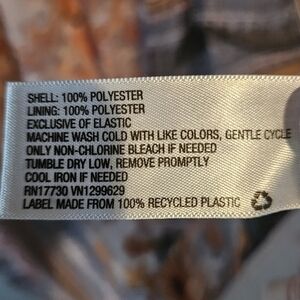 SHELL: 100% POLYESTER
LINING: 100% POLYESTER
EXCLUSIVE OF ELASTIC
MACHINE WASH COLD WITH LIKE COLORS, GENTLE CYCLE
ONLY NON-CHLORINE BLEACH IF NEEDED
TUMBLE DRY LOW, REMOVE PROMPTLY
COOL IRON IF NEEDED
RN17730 VN1299629
LABEL MADE FROM 100% RECYCLED PLASTIC